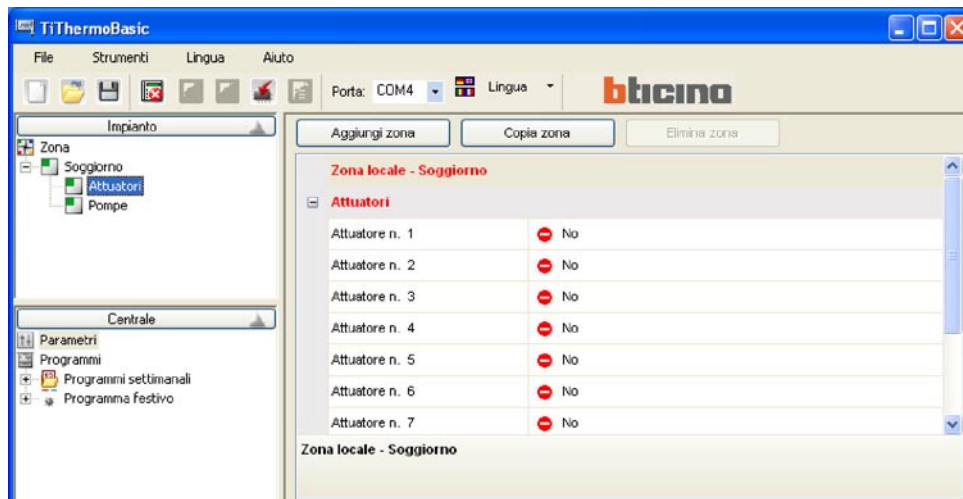 TiThermoBasic
File Strumenti Lingua Aiuto
Porta: COM4 Lingua bticino
Impianto
Zona
Soggiorno
Attuatori
Pompe
Centrale
Parametri
Programmi
Programmi settimanali
Programma festivo
Aggiungi zona Copia zona Elimina zona
Zona locale - Soggiorno
Attuatori
Attuatore n. 1 No
Attuatore n. 2 No
Attuatore n. 3 No
Attuatore n. 4 No
Attuatore n. 5 No
Attuatore n. 6 No
Attuatore n. 7 No
Zona locale - Soggiorno